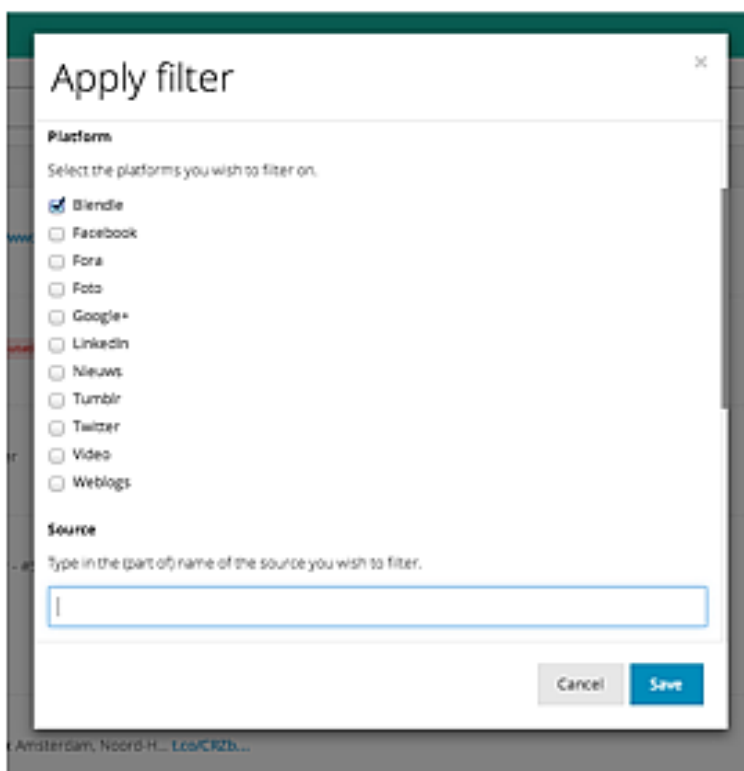 Apply filter
×
Platform
Select the platforms you wish to filter on.
Blendle
Facebook
Fora
Foto
Google+
LinkedIn
Nieuws
Tumblr
Twitter
Video
Weblogs
Source
Type in the (part of) name of the source you wish to filter.
Cancel
Save
Amsterdam, Noord-H... t.co/CRZb...